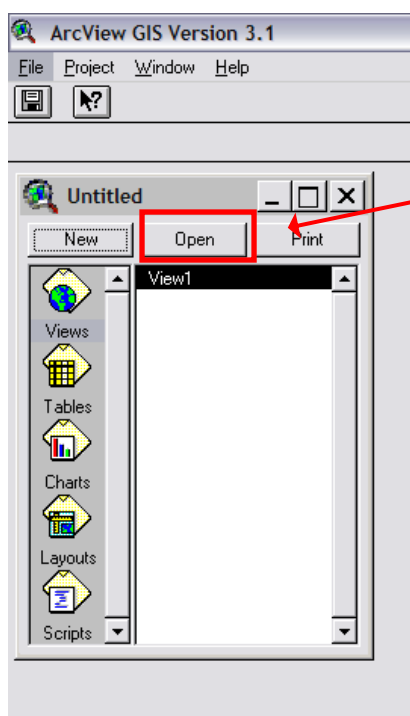 ArcView GIS Version 3.1
File Project Window Help
Untitled
New Open Print
View1
Views
Tables
Charts
Layouts
Scripts